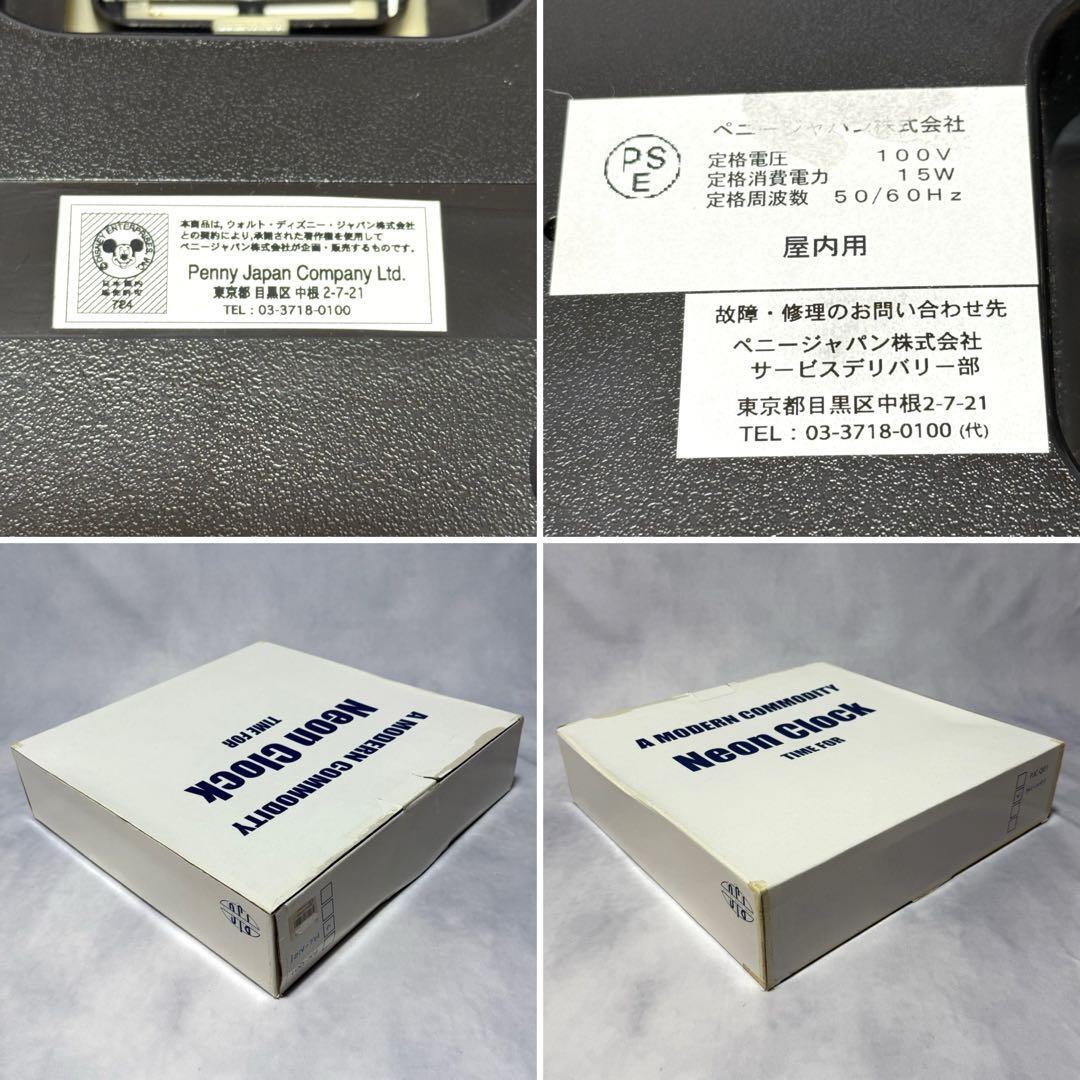 本商品は、ウォルト・ディズニー・ジャパン株式会社
との契約により、承諾された著作権を使用して
ペニージャパン株式会社が企画・販売するものです。
Penny Japan Company Ltd.
東京都 目黒区 中根 2-7-21
TEL : 03-3718-0100
724
PS
E
ペニージャパン株式会社
定格電圧 100V
定格消費電力 15W
定格周波数 50/60Hz
屋内用
故障・修理のお問い合わせ先
ペニージャパン株式会社
サービスデリバリー部
東京都目黒区中根2-7-21
TEL : 03-3718-0100 (代)
A MODERN COMMODITY
Neon Clock
TIME FOR
A MODERN COMMODITY
Neon Clock
TIME FOR